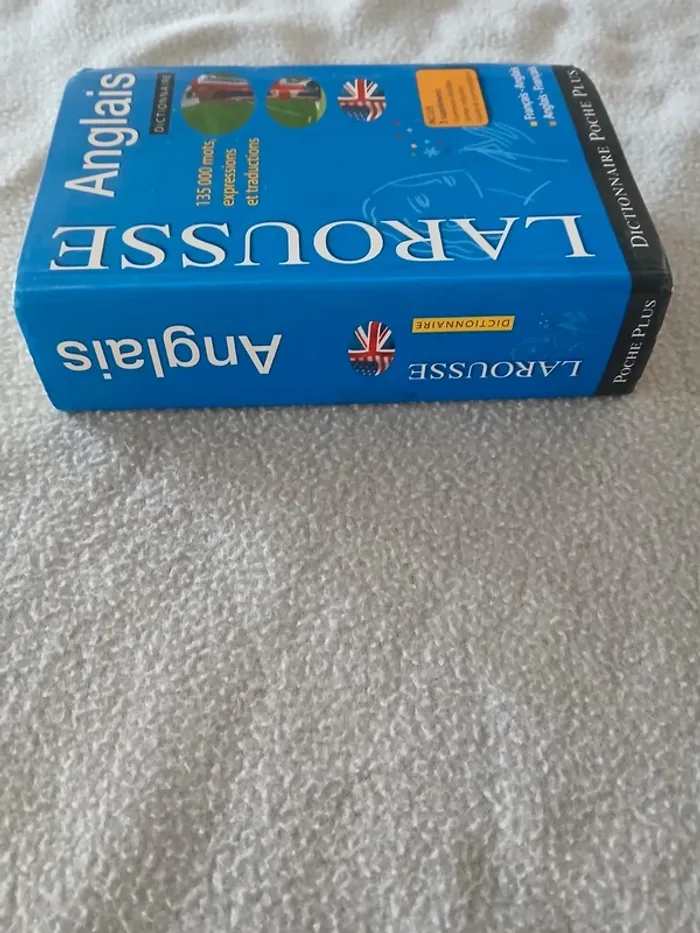 Anglais
DICTIONNAIRE
135 000 mots,
expressions
et traductions
LAROUSSE
INCLUS
Français - Anglais
Anglais - Français
DICTIONNAIRE POCHE PLUS
Anglais
DICTIONNAIRE
LAROUSSE
POCHE PLUS